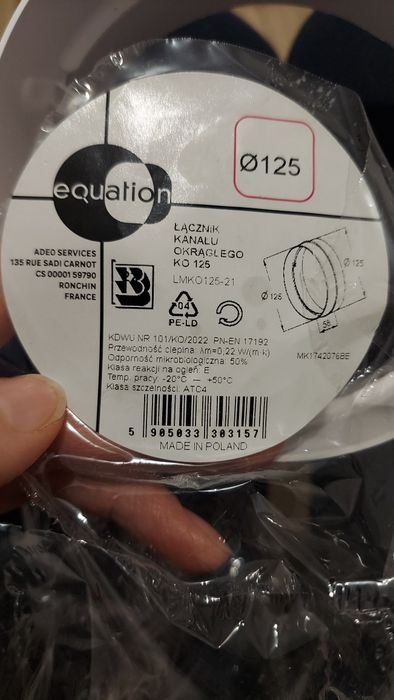 Ø125
equation
ŁĄCZNIK
KANAŁU
OKRĄGŁEGO
KO 125
LMKO125-21
ADEO SERVICES
135 RUE SADI CARNOT
CS 00001 59790
RONCHIN
FRANCE
B
04
PE-LD
Ø 125
Ø 125
58
MK1742076BE
KDWU NR 101/KO/2022 PN-EN 17192
Przewodność cieplna: λm=0,22 W/(m·k)
Odporność mikrobiologiczna: 50%
Klasa reakcji na ogień: E
Temp. pracy: -20°C — +50°C
Klasa szczelności: ATC4
5 905033 303157
MADE IN POLAND